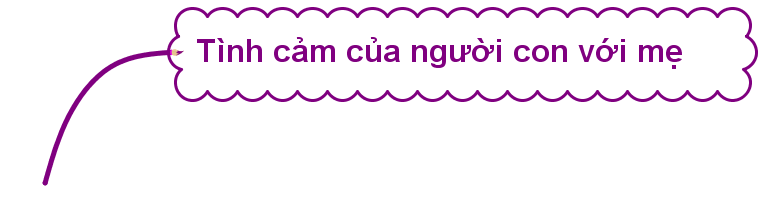 Tình cảm của người con với mẹ